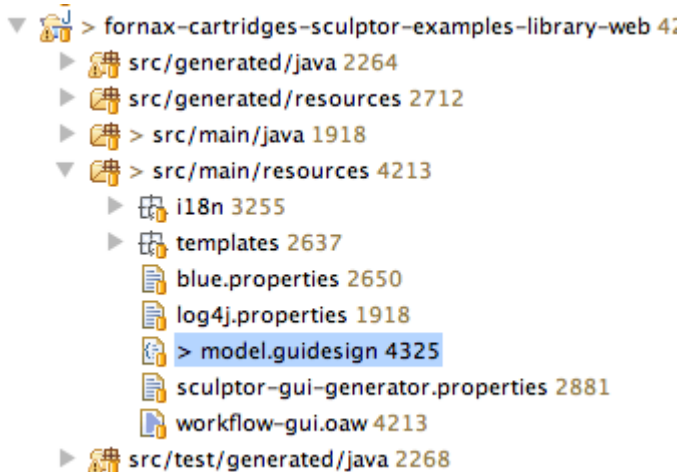 > fornax-cartridges-sculptor-examples-library-web 42
src/generated/java 2264
src/generated/resources 2712
> src/main/java 1918
> src/main/resources 4213
i18n 3255
templates 2637
blue.properties 2650
log4j.properties 1918
> model.guidesign 4325
sculptor-gui-generator.properties 2881
workflow-gui.oaw 4213
src/test/generated/java 2268